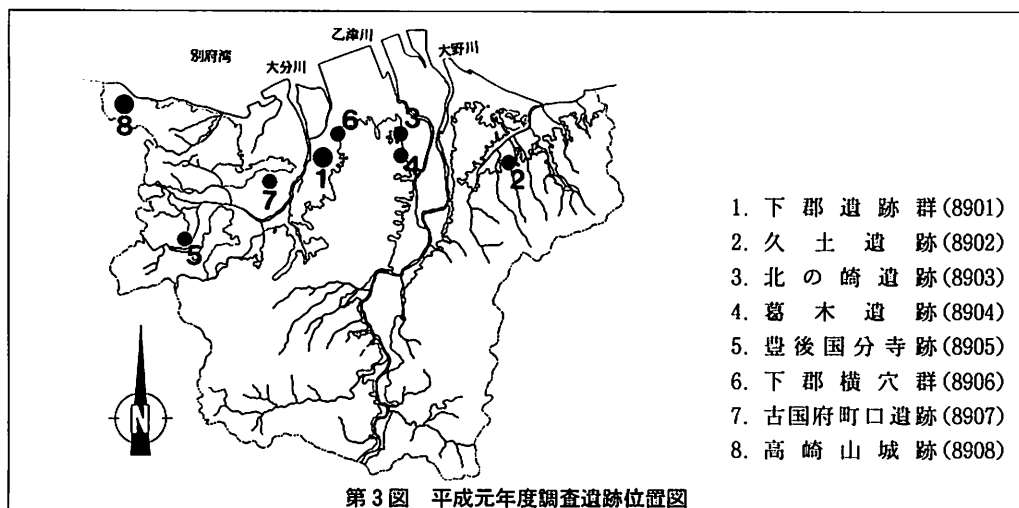 別府湾
大分川
乙津川
大野川
8
6
3
1
4
2
7
5
N
1. 下郡遺跡群(8901)
2. 久土遺跡(8902)
3. 北の崎遺跡(8903)
4. 葛木遺跡(8904)
5. 豊後国分寺跡(8905)
6. 下郡横穴群(8906)
7. 古国府町口遺跡(8907)
8. 高崎山城跡(8908)
第3図 平成元年度調査遺跡位置図